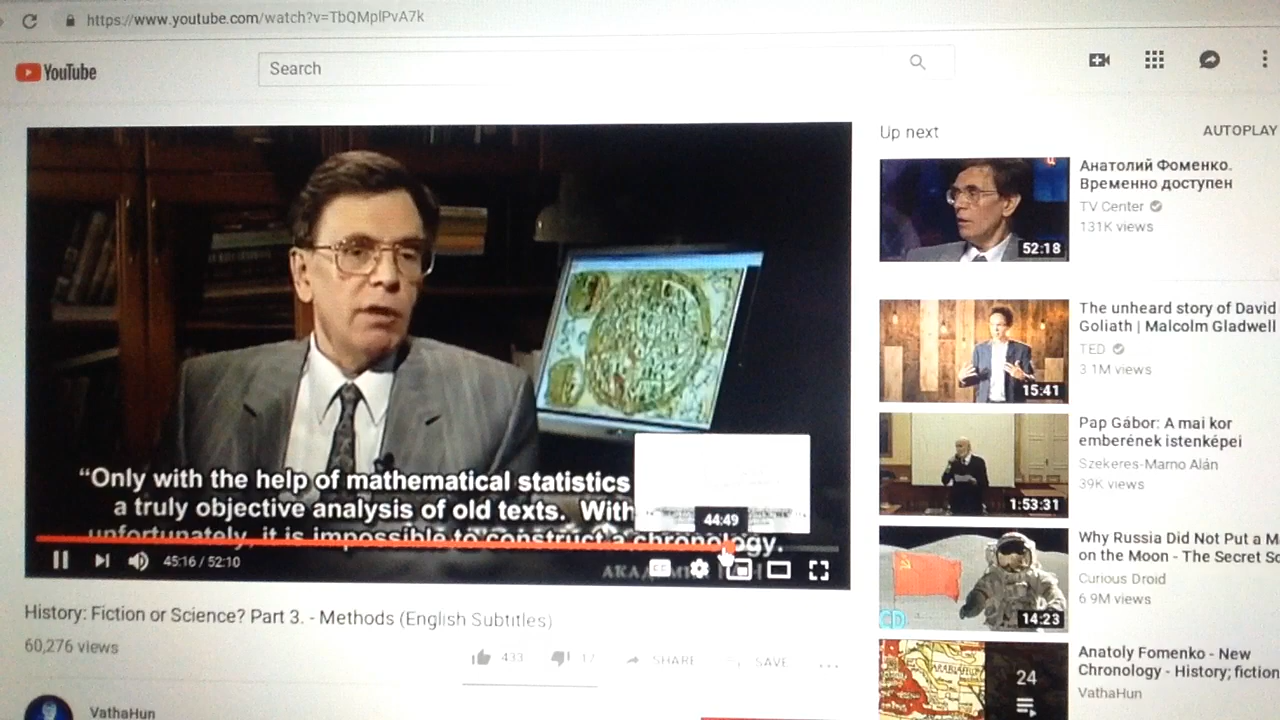 https://www.youtube.com/watch?v=TbQMplPvA7k
YouTube
Search
“Only with the help of mathematical statistics
a truly objective analysis of old texts. With
unfortunately, it is impossible to construct a chronology.
44:49
45:16 / 52:10
CC
History: Fiction or Science? Part 3. - Methods (English Subtitles)
60,276 views
433
17
SHARE
SAVE
VathaHun
Up next
AUTOPLAY
52:18
Анатолий Фоменко.
Временно доступен
TV Center
131K views
15:41
The unheard story of David
Goliath | Malcolm Gladwell
TED
3.1M views
1:53:31
Pap Gábor: A mai kor
emberének istenképei
Szekeres-Marno Alán
39K views
CD
14:23
Why Russia Did Not Put a M
on the Moon - The Secret Sc
Curious Droid
6.9M views
ARABIA
24
Anatoly Fomenko - New
Chronology - History; fiction
VathaHun